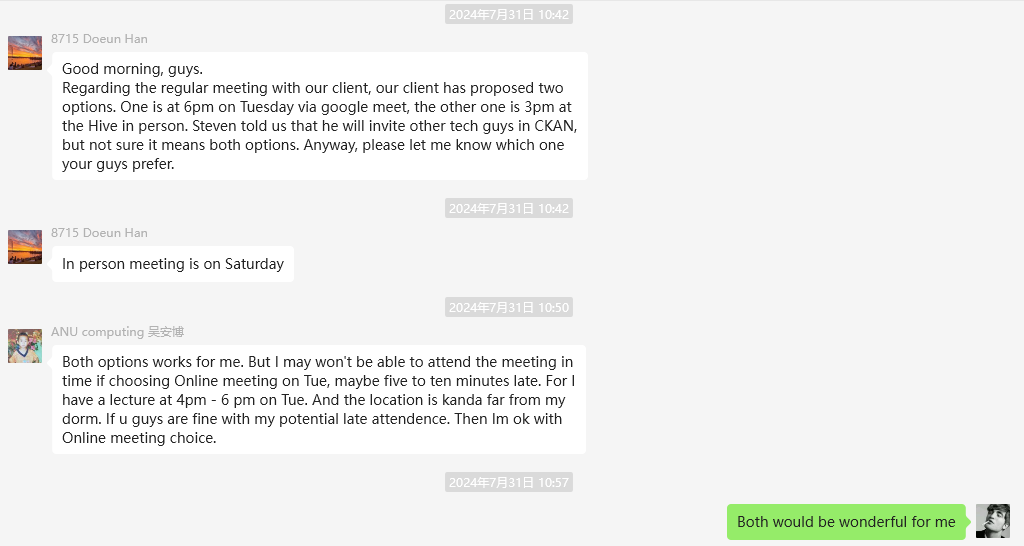 2024年7月31日 10:42
8715 Doeun Han
Good morning, guys.
Regarding the regular meeting with our client, our client has proposed two
options. One is at 6pm on Tuesday via google meet, the other one is 3pm at
the Hive in person. Steven told us that he will invite other tech guys in CKAN,
but not sure it means both options. Anyway, please let me know which one
your guys prefer.
2024年7月31日 10:42
8715 Doeun Han
In person meeting is on Saturday
2024年7月31日 10:50
ANU computing 吴安博
Both options works for me. But I may won't be able to attend the meeting in
time if choosing Online meeting on Tue, maybe five to ten minutes late. For I
have a lecture at 4pm - 6 pm on Tue. And the location is kanda far from my
dorm. If u guys are fine with my potential late attendence. Then Im ok with
Online meeting choice.
2024年7月31日 10:57
Both would be wonderful for me